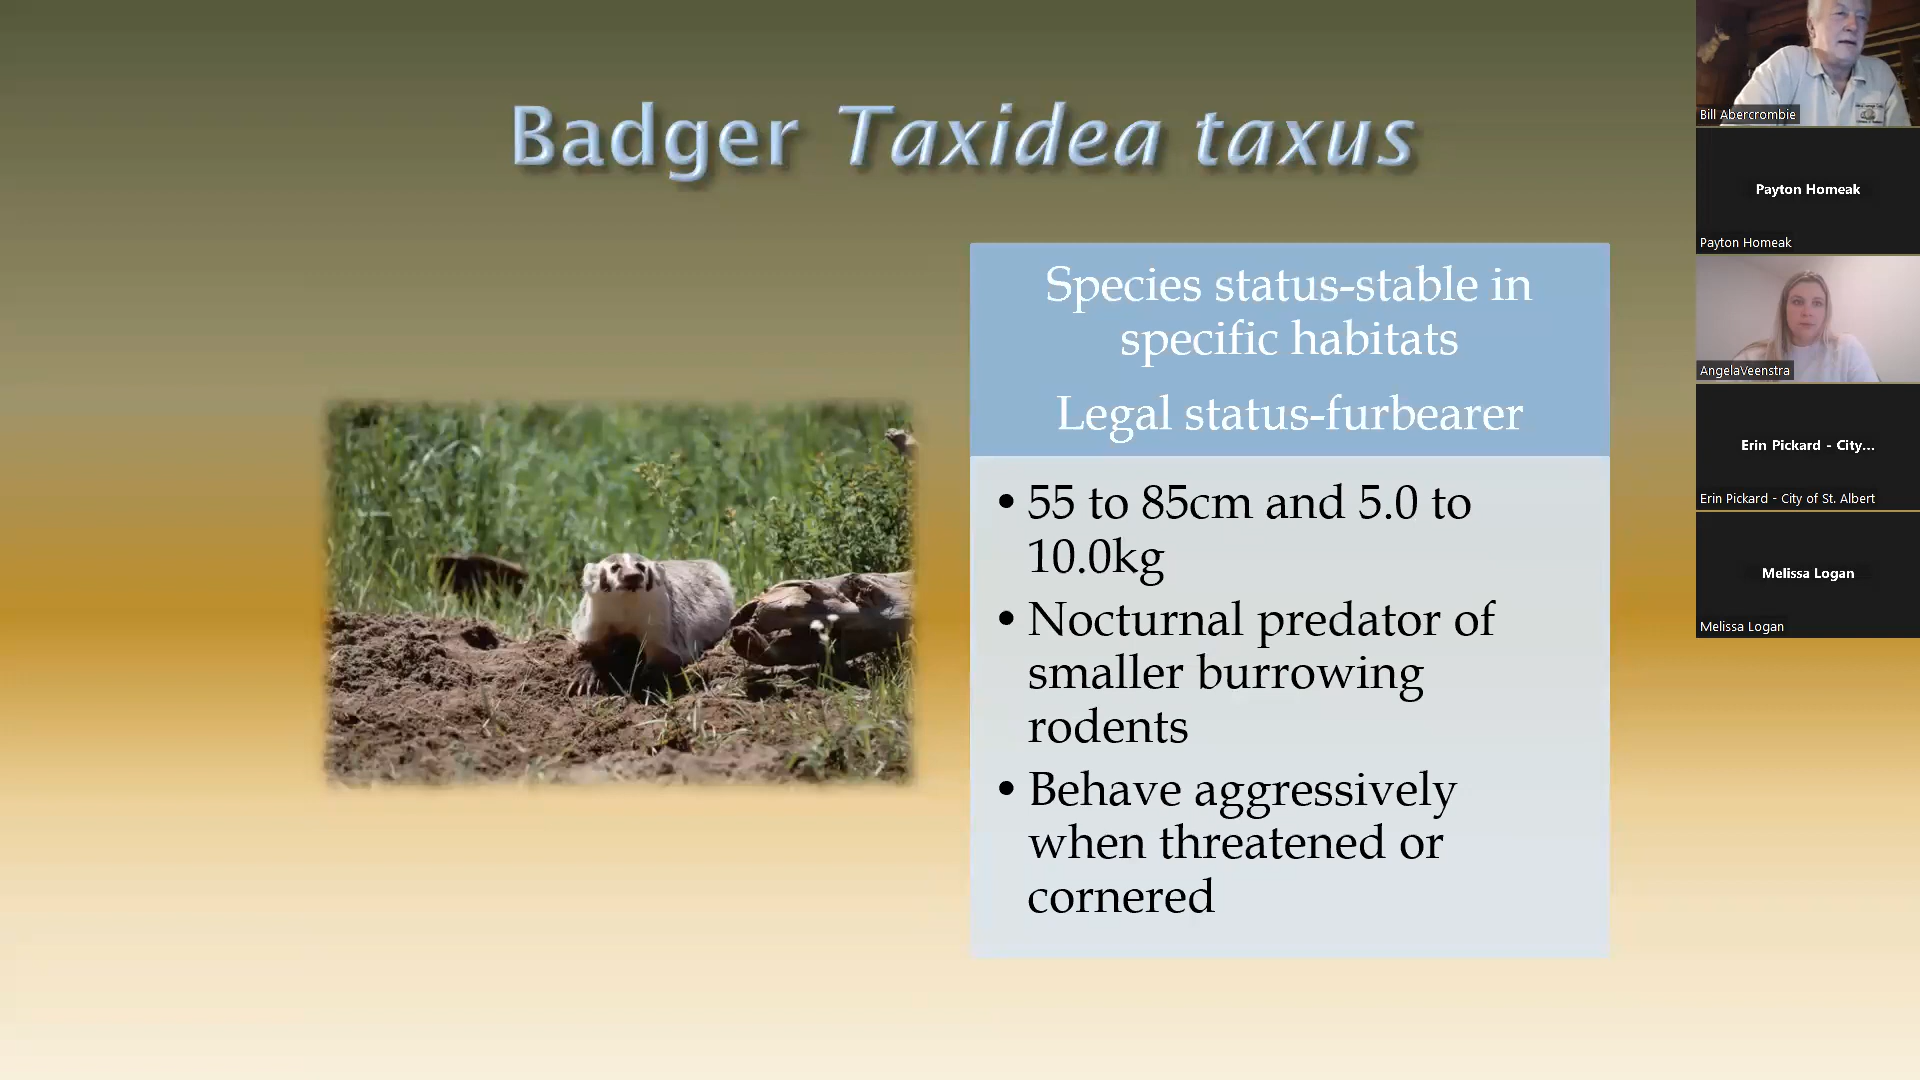 Badger Taxidea taxus
Species status-stable in
specific habitats
Legal status-furbearer
• 55 to 85cm and 5.0 to
10.0kg
• Nocturnal predator of
smaller burrowing
rodents
• Behave aggressively
when threatened or
cornered
Bill Abercrombie
Payton Homeak
Payton Homeak
AngelaVeenstra
Erin Pickard - City...
Erin Pickard - City of St. Albert
Melissa Logan
Melissa Logan